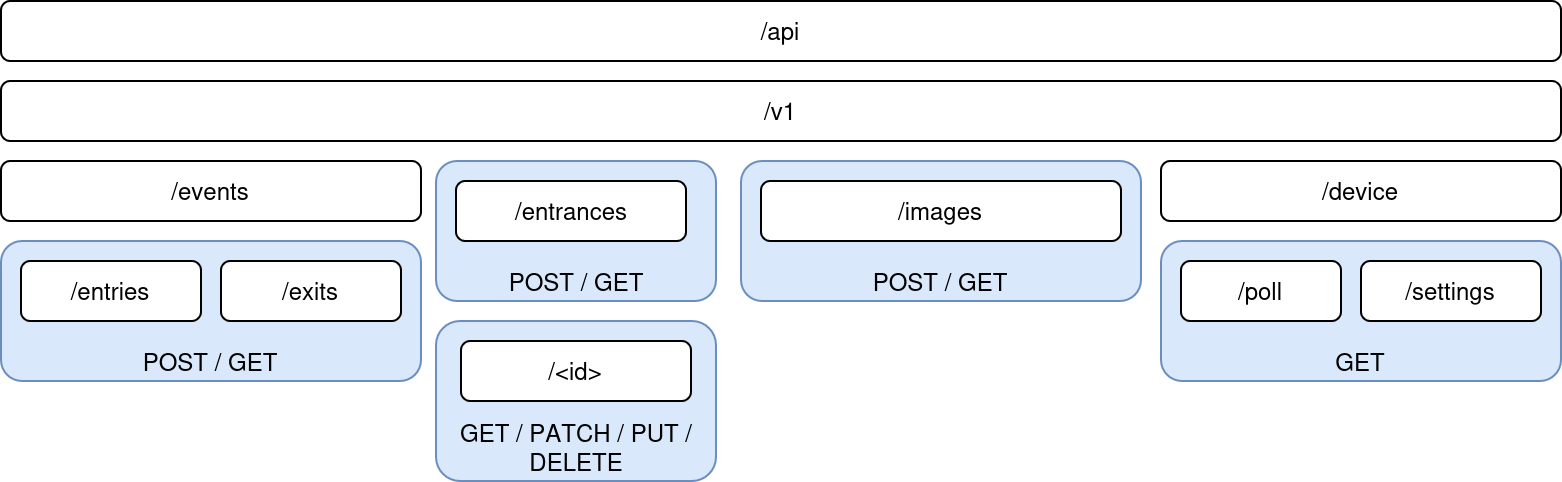 /api
/v1
/events
/entrances
/images
/device
/entries
/exits
POST / GET
POST / GET
POST / GET
/poll
/settings
GET
/<id>
GET / PATCH / PUT /
DELETE